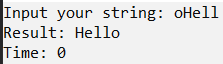 Input your string: oHell
Result: Hello
Time: 0